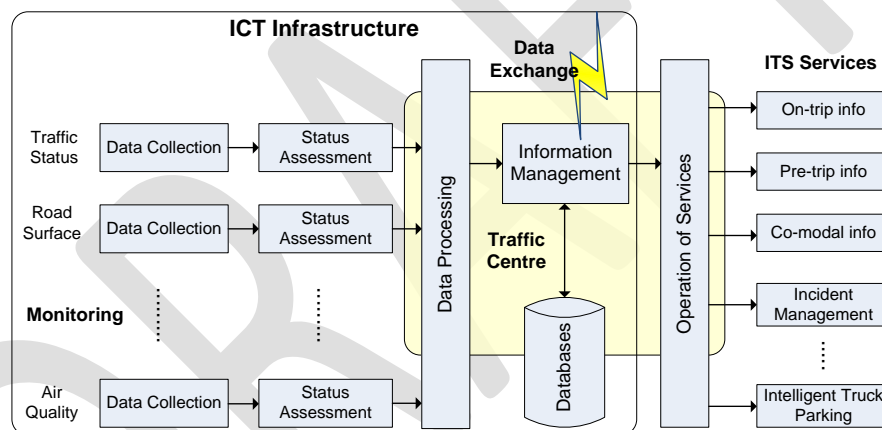 ICT Infrastructure
Data
Exchange
ITS Services
Traffic
Status
Data Collection
Status
Assessment
Road
Surface
Data Collection
Status
Assessment
Monitoring
Air
Quality
Data Collection
Status
Assessment
Data Processing
Information
Management
Traffic
Centre
Databases
Operation of Services
On-trip info
Pre-trip info
Co-modal info
Incident
Management
Intelligent Truck
Parking